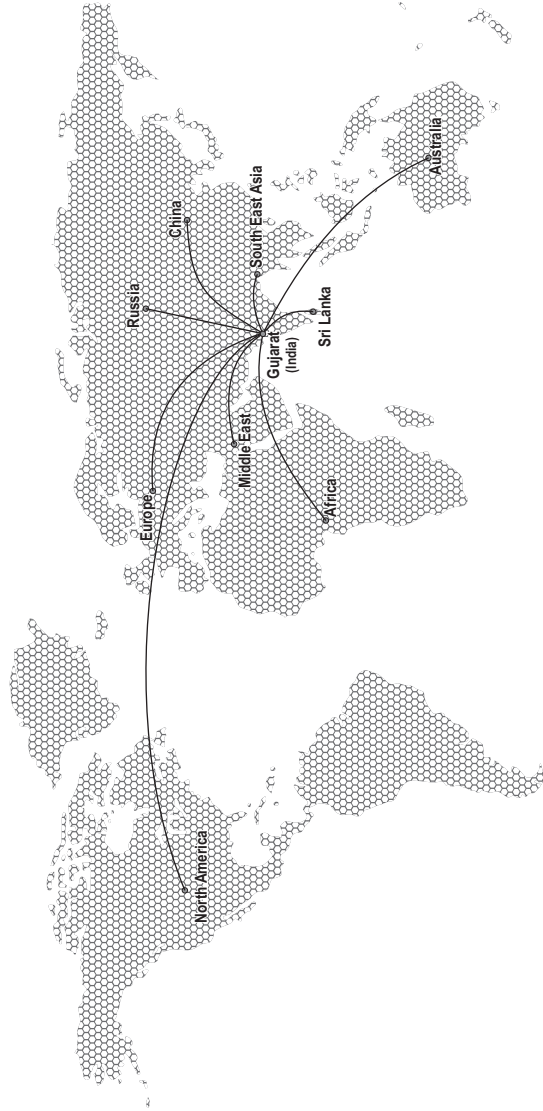 Russia
China
Europe
South East Asia
Middle East
Gujarat
(India)
North America
Sri Lanka
Africa
Australia